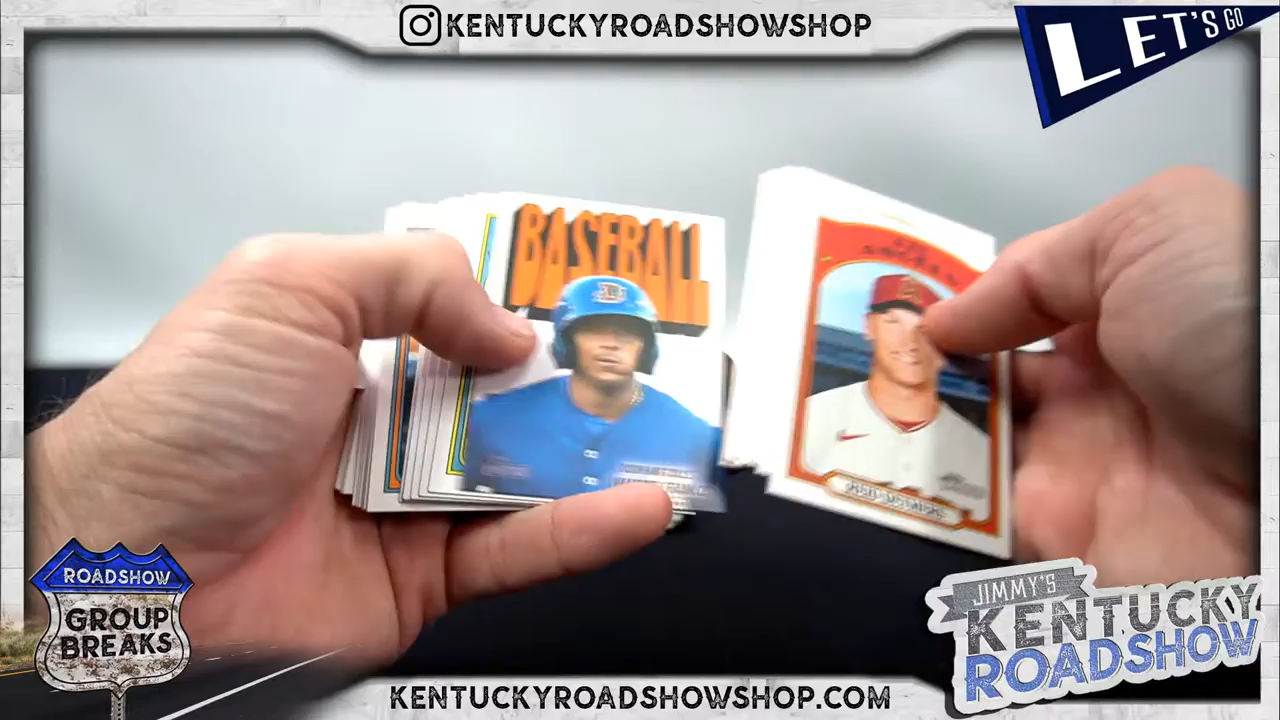 KENTUCKYROADSHOWSHOP
LET'S GO
BASEBALL
ROADSHOW
GROUP
BREAKS
JIMMY'S
KENTUCKY
ROADSHOW
KENTUCKYROADSHOWSHOP.COM